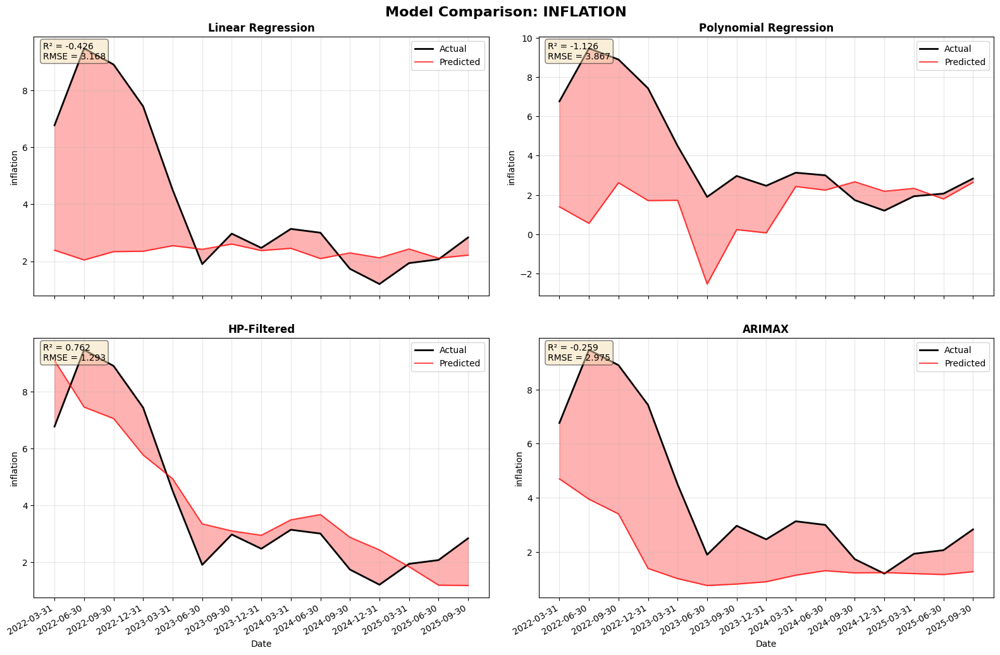 Model Comparison: INFLATION
Linear Regression
R² = -0.426
RMSE = 3.168
Actual
Predicted
inflation
8
6
4
2
Polynomial Regression
R² = -1.126
RMSE = 3.867
Actual
Predicted
inflation
10
8
6
4
2
0
−2
HP-Filtered
R² = 0.762
RMSE = 1.293
Actual
Predicted
inflation
8
6
4
2
2022-03-31
2022-06-30
2022-09-30
2022-12-31
2023-03-31
2023-06-30
2023-09-30
2023-12-31
2024-03-31
2024-06-30
2024-09-30
2024-12-31
2025-03-31
2025-06-30
2025-09-30
Date
ARIMAX
R² = -0.259
RMSE = 2.975
Actual
Predicted
inflation
8
6
4
2
2022-03-31
2022-06-30
2022-09-30
2022-12-31
2023-03-31
2023-06-30
2023-09-30
2023-12-31
2024-03-31
2024-06-30
2024-09-30
2024-12-31
2025-03-31
2025-06-30
2025-09-30
Date